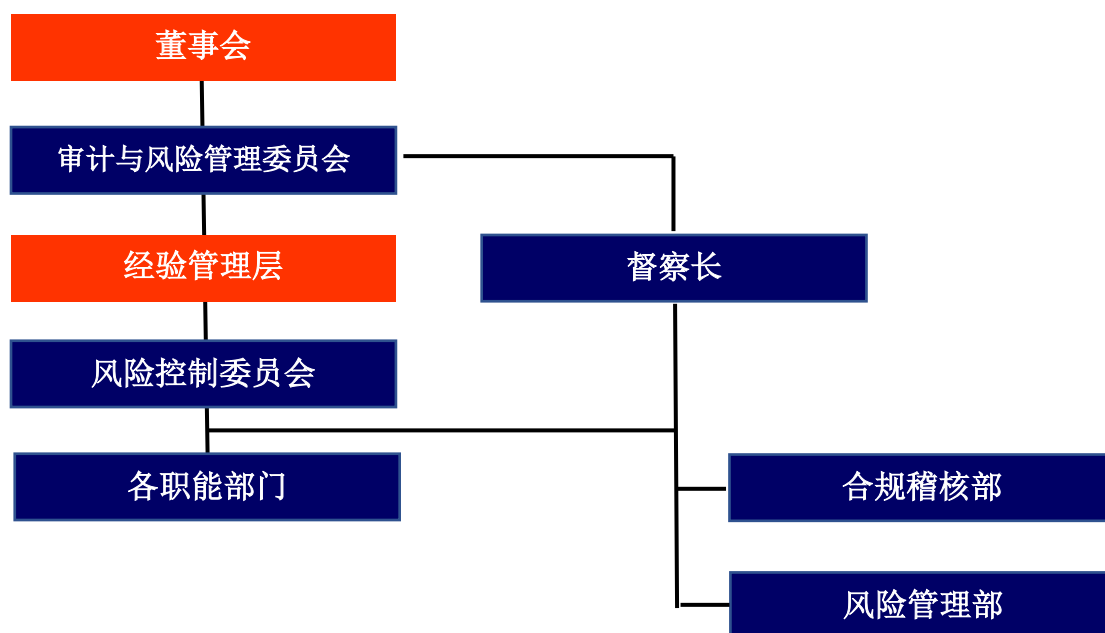 董事会
审计与风险管理委员会
经验管理层
督察长
风险控制委员会
各职能部门
合规稽核部
风险管理部